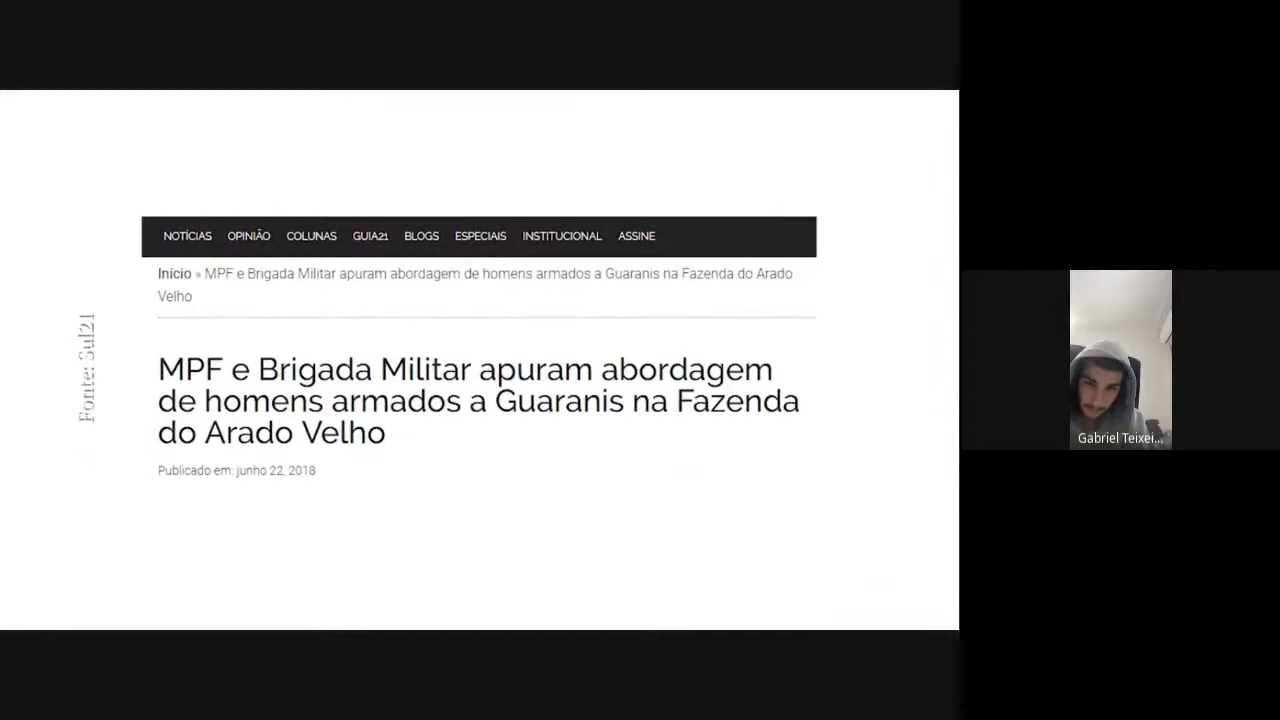 NOTÍCIAS OPINIÃO COLUNAS GUIA21 BLOGS ESPECIAIS INSTITUCIONAL ASSINE
Início » MPF e Brigada Militar apuram abordagem de homens armados a Guaranis na Fazenda do Arado
Velho
Fonte: Sul21
MPF e Brigada Militar apuram abordagem
de homens armados a Guaranis na Fazenda
do Arado Velho
Publicado em: junho 22, 2018
Gabriel Teixei...